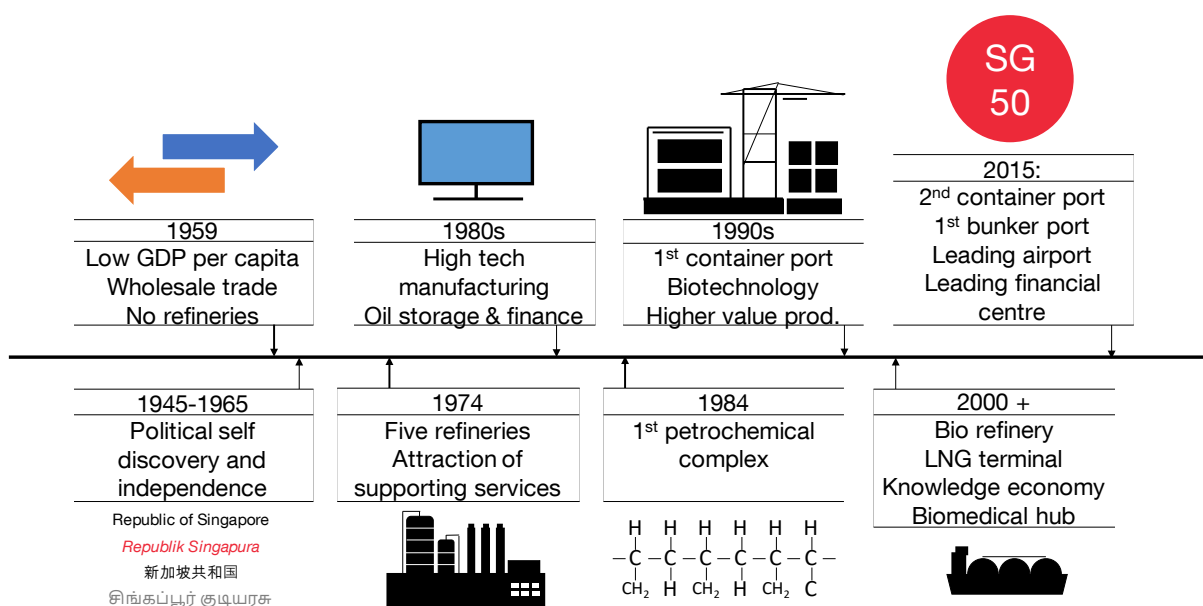 SG
50
1959
Low GDP per capita
Wholesale trade
No refineries
1980s
High tech
manufacturing
Oil storage & finance
1990s
1st container port
Biotechnology
Higher value prod.
2015:
2nd container port
1st bunker port
Leading airport
Leading financial
centre
1945-1965
Political self
discovery and
independence
Republic of Singapore
Republik Singapura
新加坡共和国
சிங்கப்பூர் குடியரசு
1974
Five refineries
Attraction of
supporting services
1984
1st petrochemical
complex
H H H H H H
C C C C C C
CH2 H CH2 H CH2 C
2000 +
Bio refinery
LNG terminal
Knowledge economy
Biomedical hub